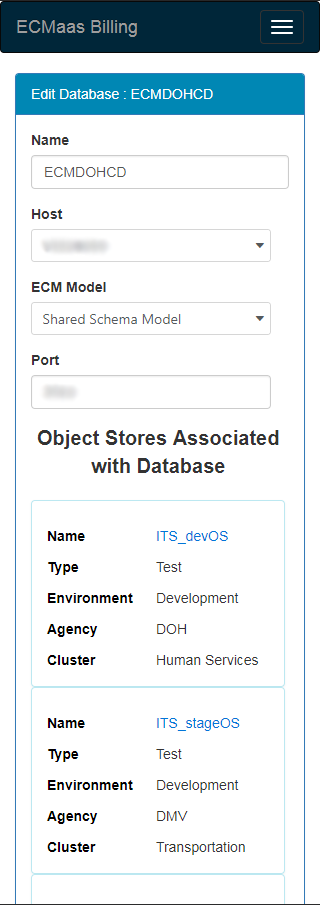 ECMaas Billing
Edit Database : ECMDOHCD
Name
ECMDOHCD
Host
ECM Model
Shared Schema Model
Port
Object Stores Associated
with Database
Name ITS_devOS
Type Test
Environment Development
Agency DOH
Cluster Human Services
Name ITS_stageOS
Type Test
Environment Development
Agency DMV
Cluster Transportation